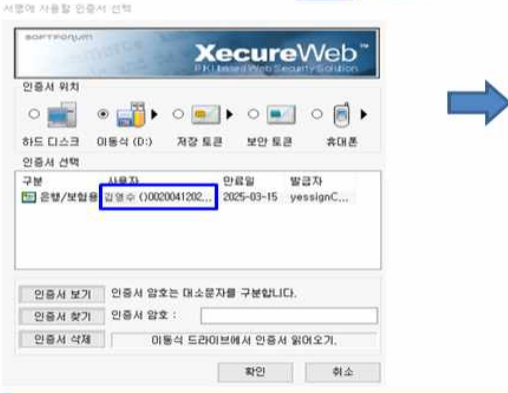 서명에 사용할 인증서 선택
SOFTFORUM
XecureWeb™
PKI Based Web Security Solution
인증서 위치
하드 디스크 이동식 (D:) 저장 토큰 보안 토큰 휴대폰
인증서 선택
구분 사용자 만료일 발급자
은행/보험용 김영수 ()0020041202... 2025-03-15 yessignC...
인증서 보기 인증서 암호는 대소문자를 구분합니다.
인증서 찾기 인증서 암호 :
인증서 삭제 이동식 드라이브에서 인증서 읽어오기.
확인 취소